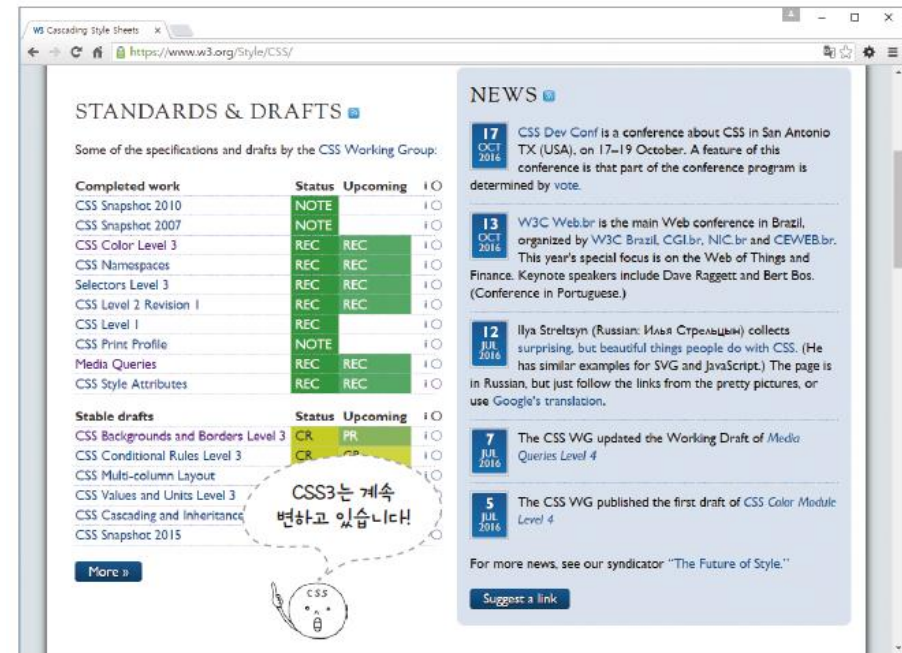 W3 Cascading Style Sheets
https://www.w3.org/Style/CSS/
STANDARDS & DRAFTS
Some of the specifications and drafts by the CSS Working Group:
Completed work Status Upcoming i O
CSS Snapshot 2010 NOTE i O
CSS Snapshot 2007 NOTE i O
CSS Color Level 3 REC REC i O
CSS Namespaces REC REC i O
Selectors Level 3 REC REC i O
CSS Level 2 Revision 1 REC REC i O
CSS Level 1 REC i O
CSS Print Profile NOTE i O
Media Queries REC REC i O
CSS Style Attributes REC REC i O
Stable drafts Status Upcoming i O
CSS Backgrounds and Borders Level 3 CR PR i O
CSS Conditional Rules Level 3 CR CR i O
CSS Multi-column Layout i O
CSS Values and Units Level 3
CSS Cascading and Inheritance
CSS Snapshot 2015
More »
CSS3는 계속
변하고 있습니다!
CSS
NEWS
17
OCT
2016
CSS Dev Conf is a conference about CSS in San Antonio
TX (USA), on 17–19 October. A feature of this
conference is that part of the conference program is
determined by vote.
13
OCT
2016
W3C Web.br is the main Web conference in Brazil,
organized by W3C Brazil, CGI.br, NIC.br and CEWEB.br.
This year's special focus is on the Web of Things and
Finance. Keynote speakers include Dave Raggett and Bert Bos.
(Conference in Portuguese.)
12
JUL
2016
Ilya Streltsyn (Russian: Илья Стрельцын) collects
surprising, but beautiful things people do with CSS. (He
has similar examples for SVG and JavaScript.) The page is
in Russian, but just follow the links from the pretty pictures, or
use Google's translation.
7
JUL
2016
The CSS WG updated the Working Draft of Media
Queries Level 4
5
JUL
2016
The CSS WG published the first draft of CSS Color Module
Level 4
For more news, see our syndicator "The Future of Style."
Suggest a link